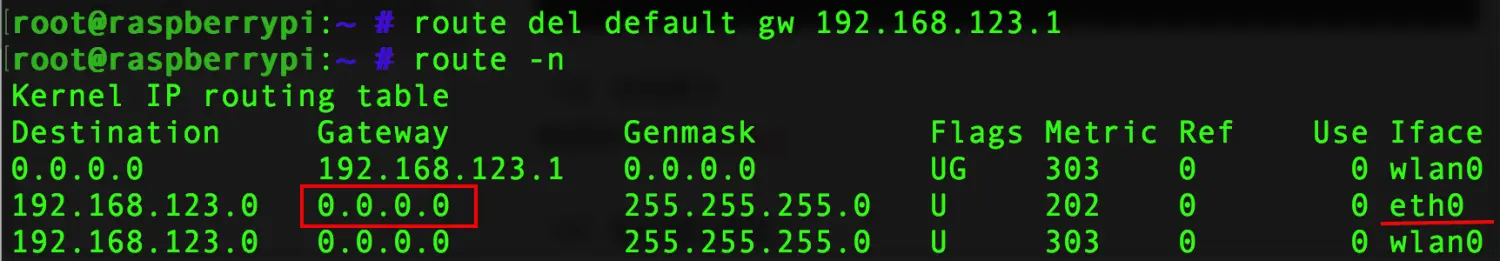 [root@raspberrypi:~ # route del default gw 192.168.123.1
[root@raspberrypi:~ # route -n
Kernel IP routing table
Destination Gateway Genmask Flags Metric Ref Use Iface
0.0.0.0 192.168.123.1 0.0.0.0 UG 303 0 0 wlan0
192.168.123.0 0.0.0.0 255.255.255.0 U 202 0 0 eth0
192.168.123.0 0.0.0.0 255.255.255.0 U 303 0 0 wlan0